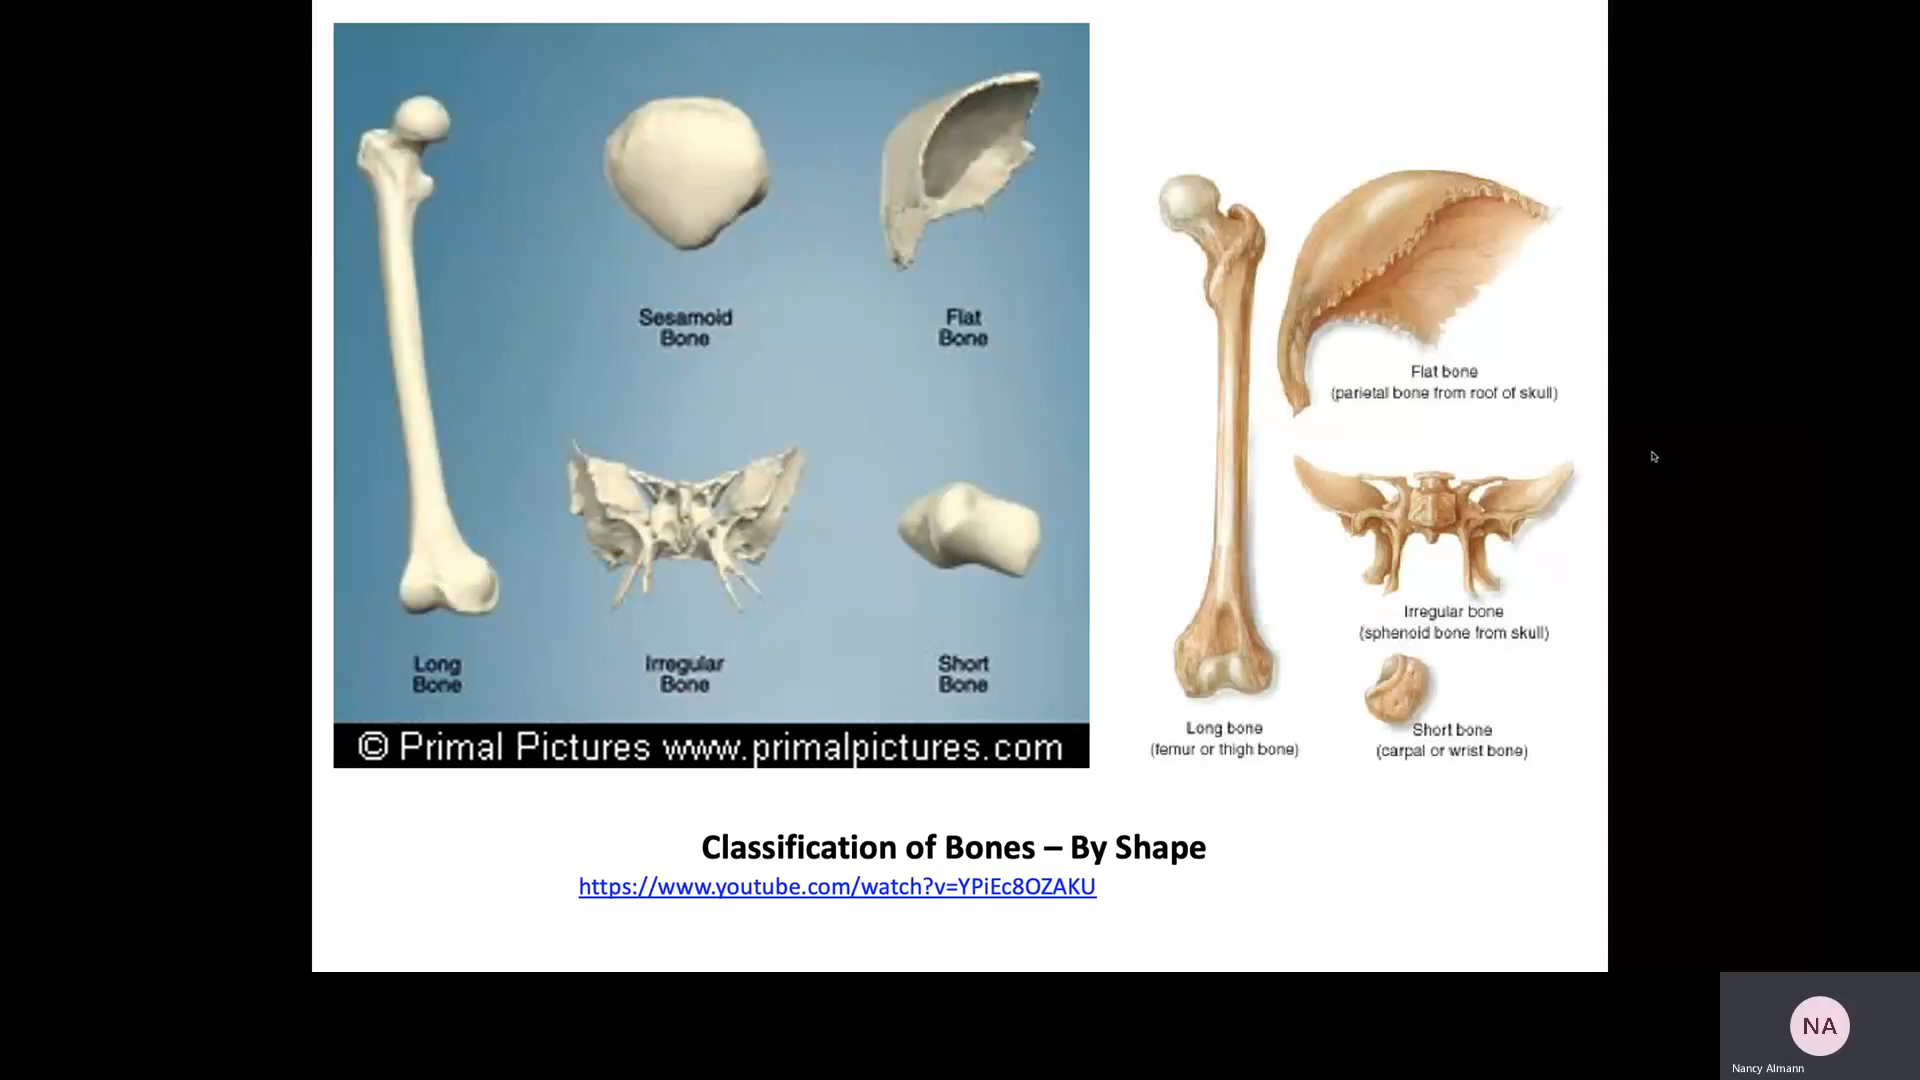 Sesamoid
Bone
Flat
Bone
Long
Bone
Irregular
Bone
Short
Bone
© Primal Pictures www.primalpictures.com
Flat bone
(parietal bone from roof of skull)
Irregular bone
(sphenoid bone from skull)
Long bone
(femur or thigh bone)
Short bone
(carpal or wrist bone)
Classification of Bones – By Shape
https://www.youtube.com/watch?v=YPiEc8OZAKU
NA
Nancy Almann